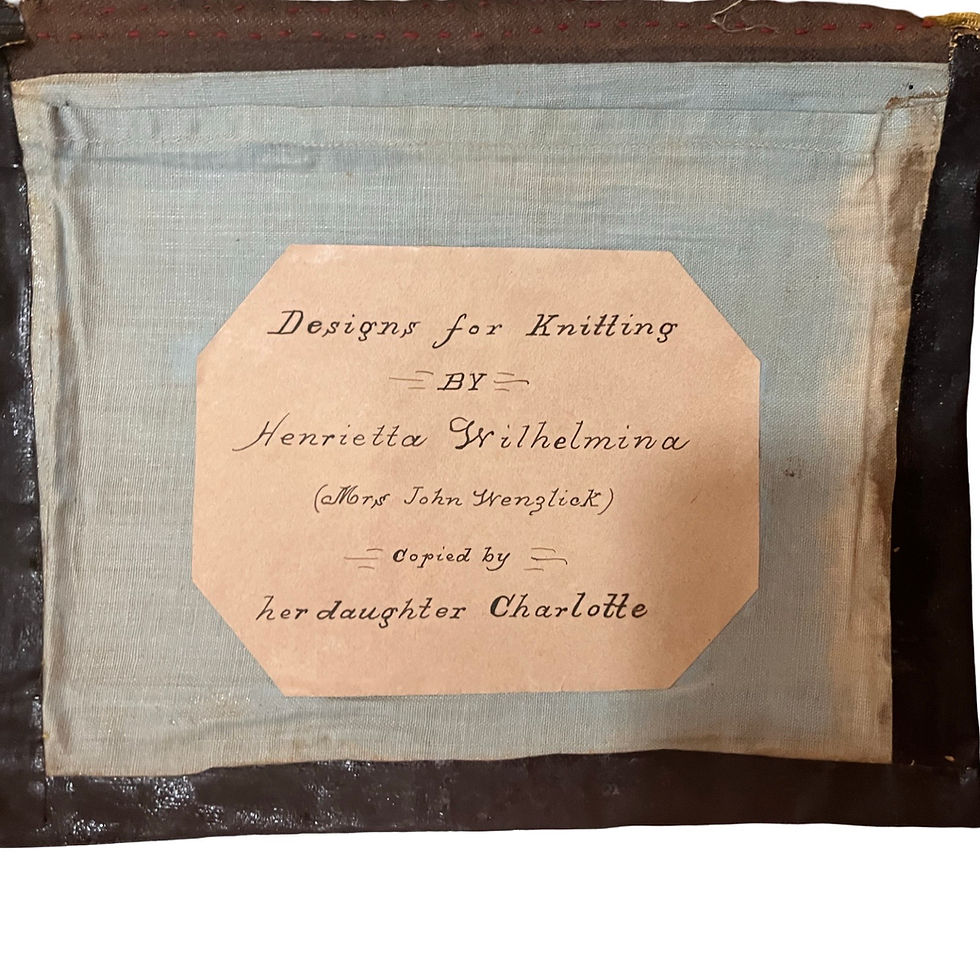 Designs for Knitting
BY
Henrietta Wilhelmina
(Mrs John Wenzlick)
Copied by
her daughter Charlotte